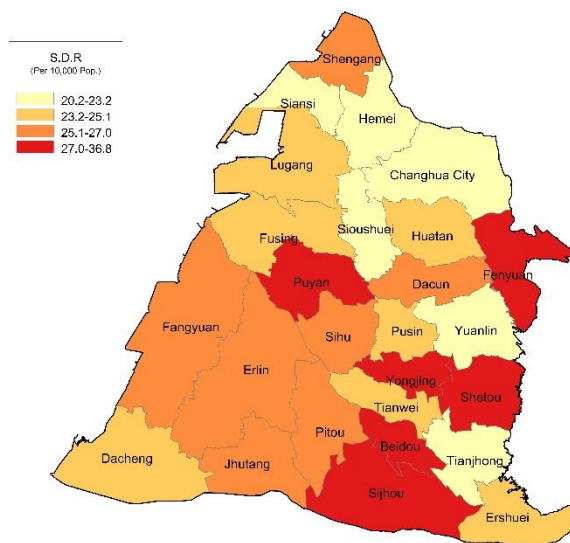 S.D.R
(Per 10,000 Pop.)
20.2-23.2
23.2-25.1
25.1-27.0
27.0-36.8
Shengang
Siansi
Hemei
Lugang
Changhua City
Sioushuei
Huatan
Fusing
Fenyuan
Puyan
Dacun
Fangyuan
Sihu
Pusin
Yuanlin
Erlin
Yongjing
Shetou
Tianwei
Pitou
Beidou
Dacheng
Jhutang
Tianjhong
Sijhou
Ershuei